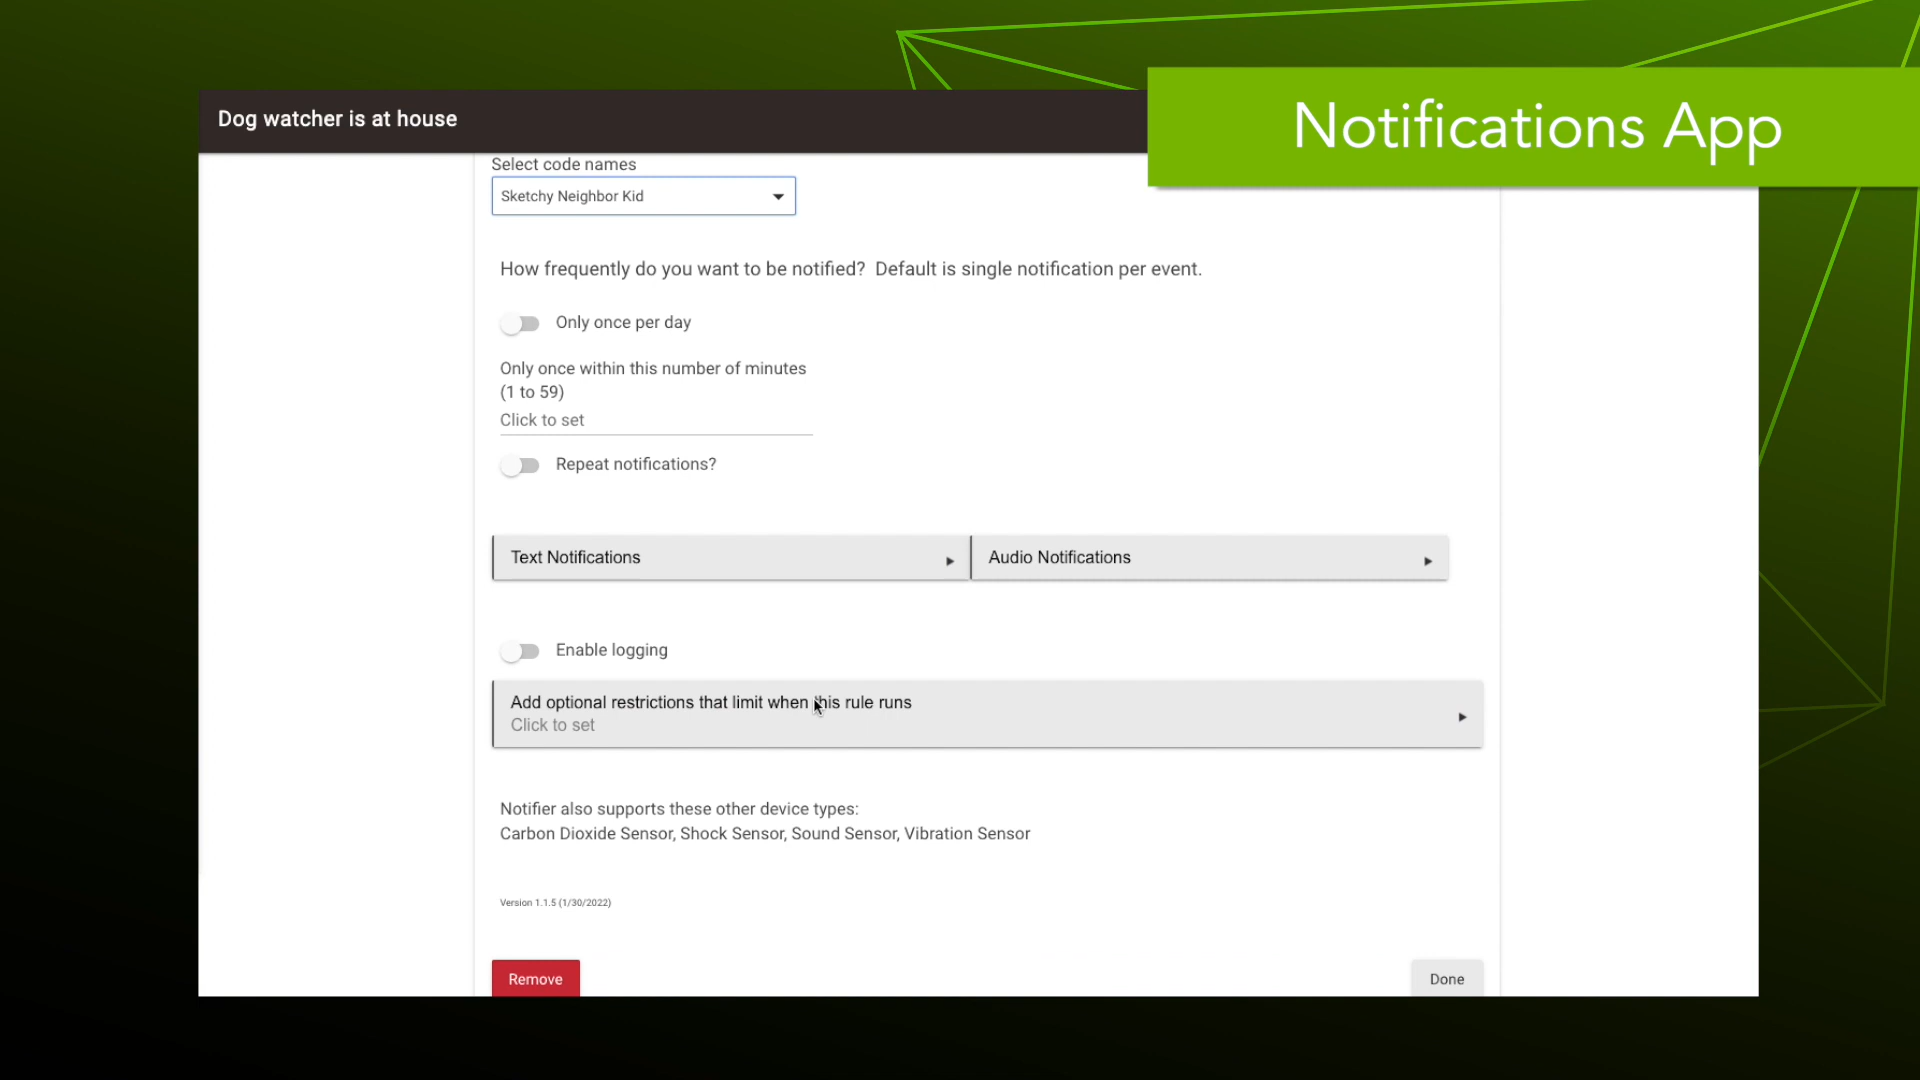 Notifications App
Dog watcher is at house
Select code names
Sketchy Neighbor Kid
How frequently do you want to be notified? Default is single notification per event.
Only once per day
Only once within this number of minutes
(1 to 59)
Click to set
Repeat notifications?
Text Notifications
Audio Notifications
Enable logging
Add optional restrictions that limit when this rule runs
Click to set
Notifier also supports these other device types:
Carbon Dioxide Sensor, Shock Sensor, Sound Sensor, Vibration Sensor
Version 1.1.5 (1/30/2022)
Remove
Done